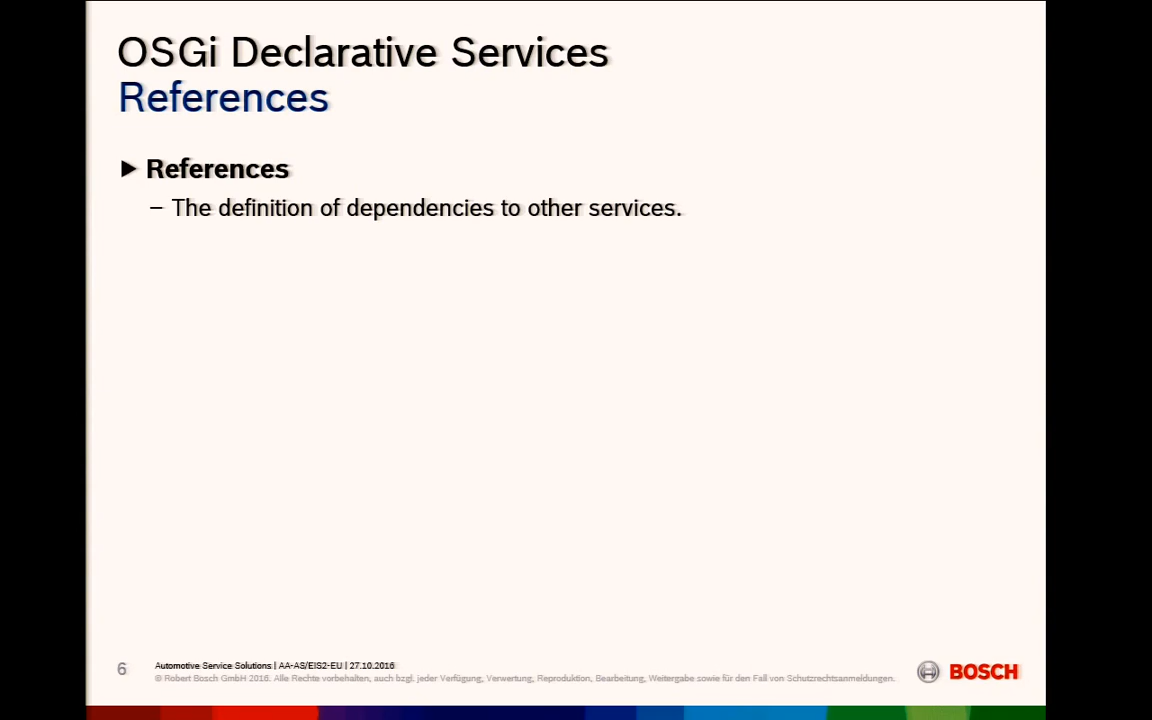 OSGi Declarative Services
References
► References
– The definition of dependencies to other services.
6
Automotive Service Solutions | AA-AS/EIS2-EU | 27.10.2016
© Robert Bosch GmbH 2016. Alle Rechte vorbehalten, auch bzgl. jeder Verfügung, Verwertung, Reproduktion, Bearbeitung, Weitergabe sowie für den Fall von Schutzrechtsanmeldungen.
BOSCH